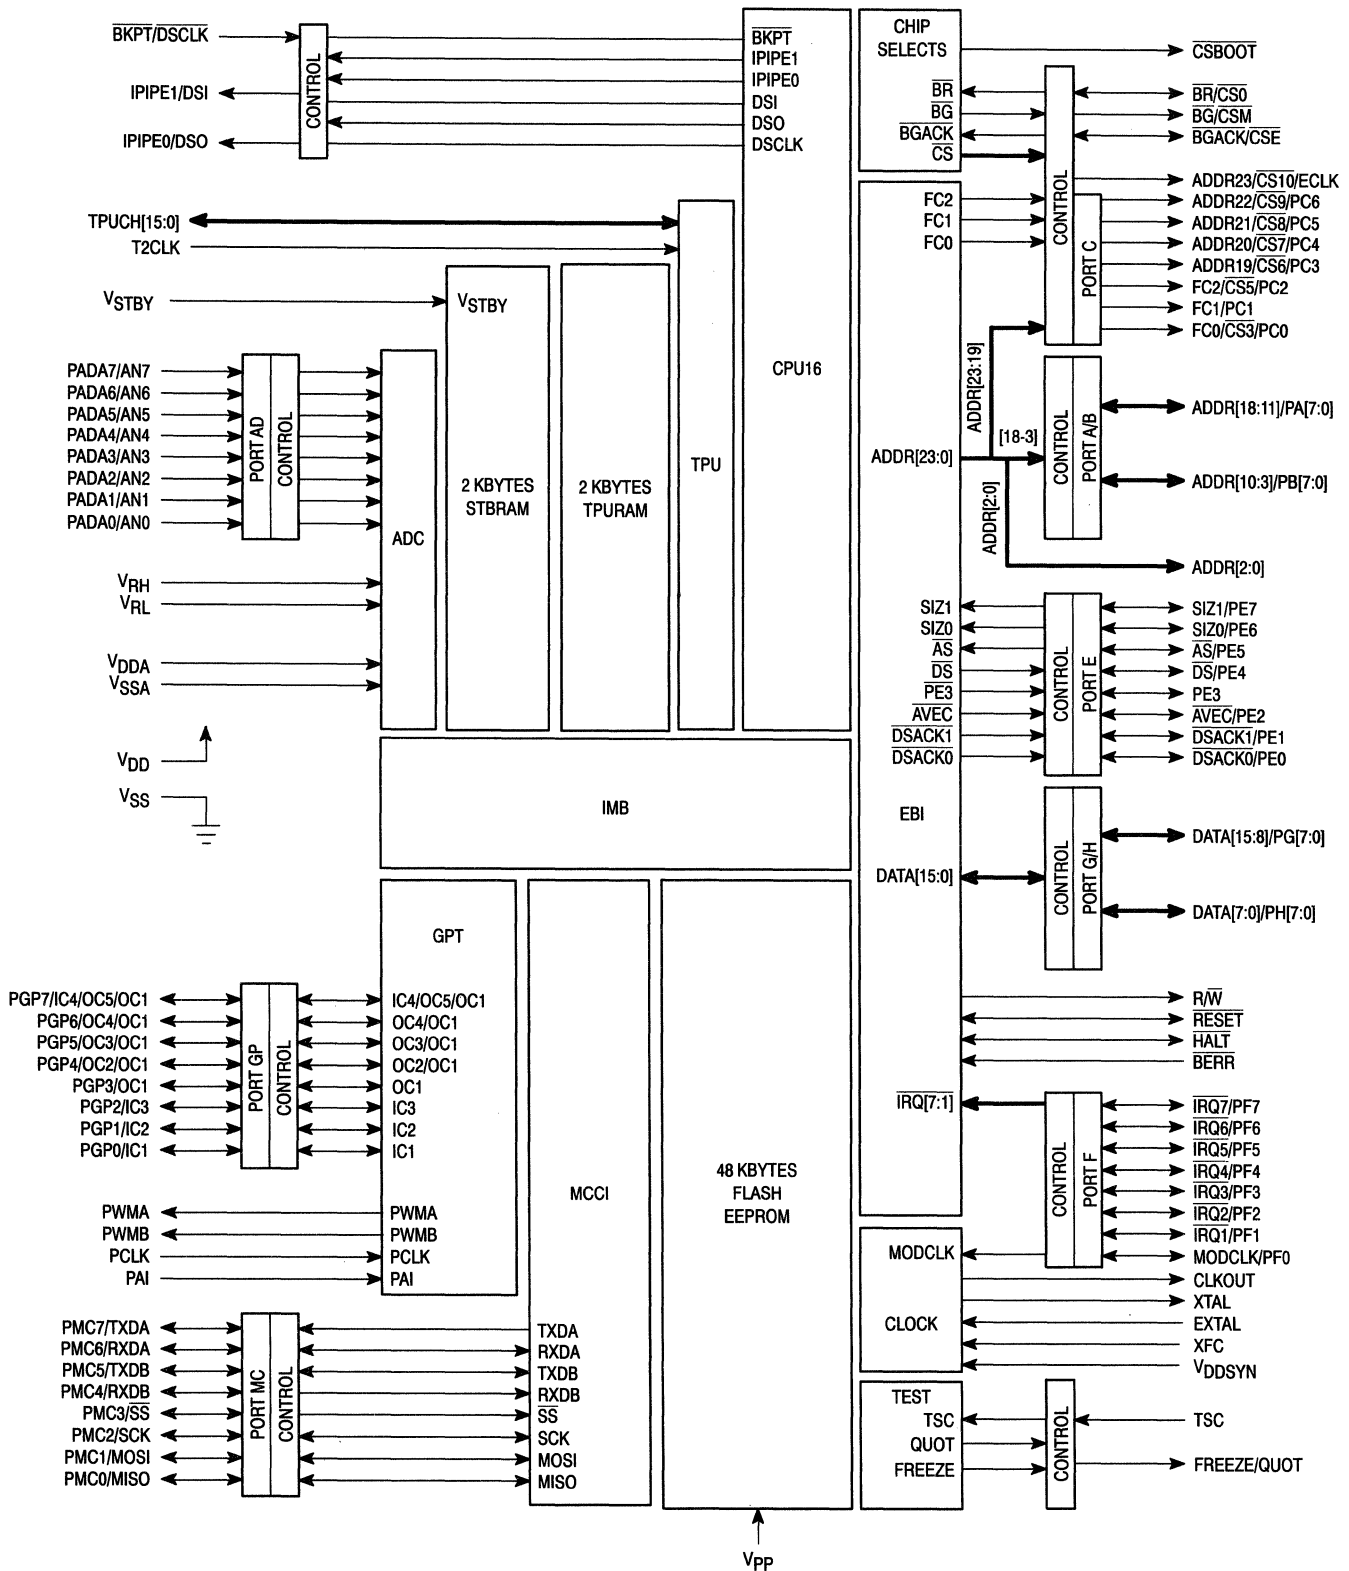 BKPT/DSCLK
IPIPE1/DSI
IPIPE0/DSO
CONTROL
BKPT
IPIPE1
IPIPE0
DSI
DSO
DSCLK
CPU16
CHIP
SELECTS
BR
BG
BGACK
CS
CSBOOT
BR/CS0
BG/CSM
BGACK/CSE
ADDR23/CS10/ECLK
ADDR22/CS9/PC6
ADDR21/CS8/PC5
ADDR20/CS7/PC4
ADDR19/CS6/PC3
FC2/CS5/PC2
FC1/PC1
FC0/CS3/PC0
CONTROL
PORT C
FC2
FC1
FC0
TPUCH[15:0]
T2CLK
VSTBY
VSTBY
2 KBYTES
STBRAM
2 KBYTES
TPURAM
TPU
PADA7/AN7
PADA6/AN6
PADA5/AN5
PADA4/AN4
PADA3/AN3
PADA2/AN2
PADA1/AN1
PADA0/AN0
PORT AD
CONTROL
ADC
VRH
VRL
VDDA
VSSA
VDD
VSS
ADDR[23:0]
ADDR[23:19]
[18-3]
ADDR[2:0]
CONTROL
PORT A/B
ADDR[18:11]/PA[7:0]
ADDR[10:3]/PB[7:0]
ADDR[2:0]
SIZ1
SIZ0
AS
DS
PE3
AVEC
DSACK1
DSACK0
CONTROL
PORT E
SIZ1/PE7
SIZ0/PE6
AS/PE5
DS/PE4
PE3
AVEC/PE2
DSACK1/PE1
DSACK0/PE0
IMB
EBI
DATA[15:0]
CONTROL
PORT G/H
DATA[15:8]/PG[7:0]
DATA[7:0]/PH[7:0]
R/W
RESET
HALT
BERR
IRQ[7:1]
CONTROL
PORT F
IRQ7/PF7
IRQ6/PF6
IRQ5/PF5
IRQ4/PF4
IRQ3/PF3
IRQ2/PF2
IRQ1/PF1
MODCLK/PF0
GPT
PGP7/IC4/OC5/OC1
PGP6/OC4/OC1
PGP5/OC3/OC1
PGP4/OC2/OC1
PGP3/OC1
PGP2/IC3
PGP1/IC2
PGP0/IC1
PORT GP
CONTROL
IC4/OC5/OC1
OC4/OC1
OC3/OC1
OC2/OC1
OC1
IC3
IC2
IC1
PWMA
PWMB
PCLK
PAI
PWMA
PWMB
PCLK
PAI
MCCI
48 KBYTES
FLASH
EEPROM
PMC7/TXDA
PMC6/RXDA
PMC5/TXDB
PMC4/RXDB
PMC3/SS
PMC2/SCK
PMC1/MOSI
PMC0/MISO
PORT MC
CONTROL
TXDA
RXDA
TXDB
RXDB
SS
SCK
MOSI
MISO
MODCLK
CLOCK
CLKOUT
XTAL
EXTAL
XFC
VDDSYN
TEST
TSC
QUOT
FREEZE
CONTROL
TSC
FREEZE/QUOT
VPP